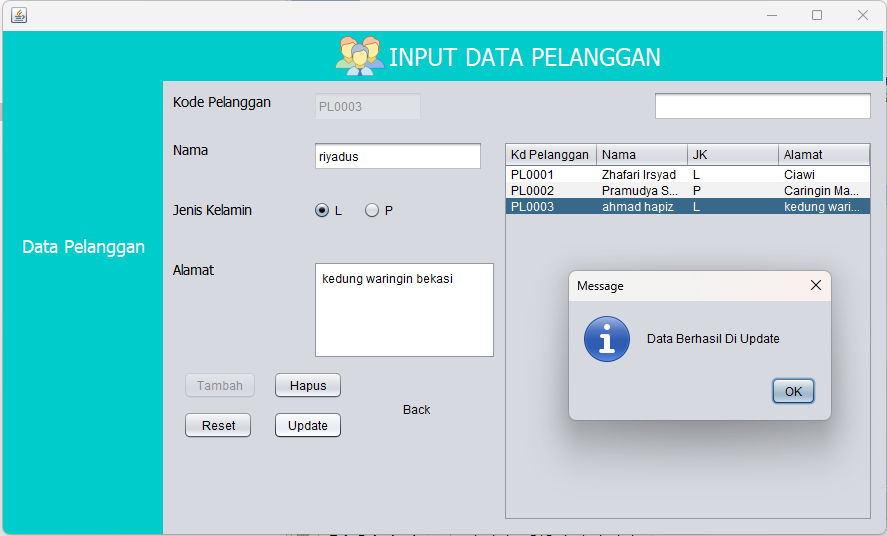 INPUT DATA PELANGGAN
Data Pelanggan
Kode Pelanggan
PL0003
Nama
riyadus
Jenis Kelamin
L
P
Alamat
kedung waringin bekasi
Tambah
Hapus
Reset
Update
Back
Kd Pelanggan Nama JK Alamat
PL0001 Zhafari Irsyad L Ciawi
PL0002 Pramudya S... P Caringin Ma...
PL0003 ahmad hapiz L kedung wari...
Message
Data Berhasil Di Update
OK